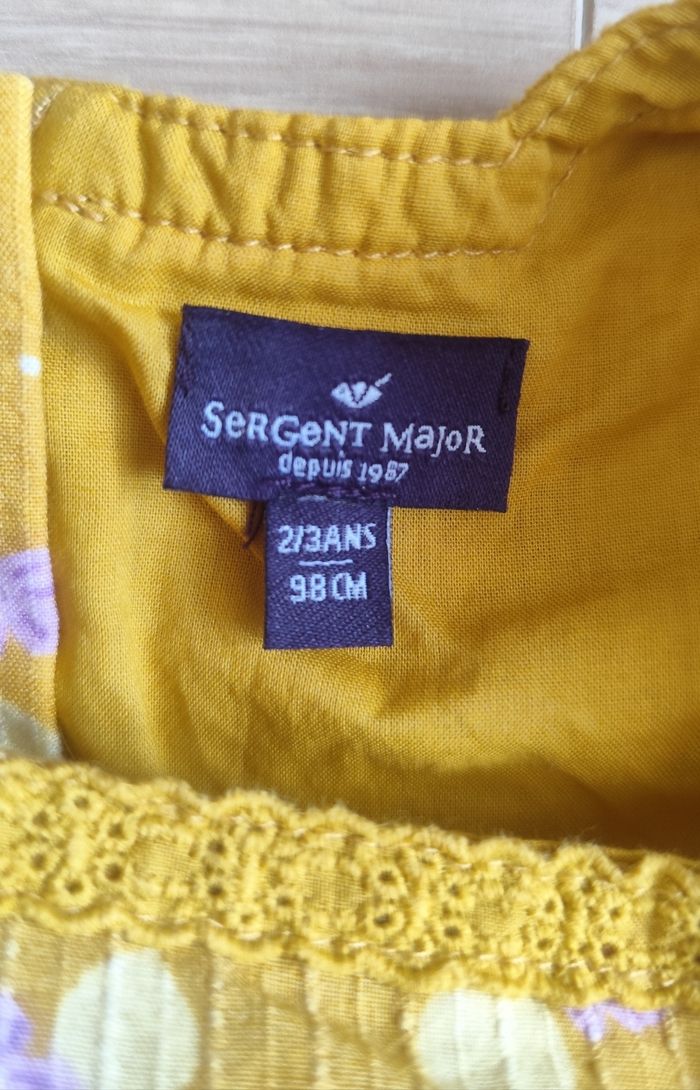 SeRGeNT MaJoR
depuis 1987
2/3ANS
98CM